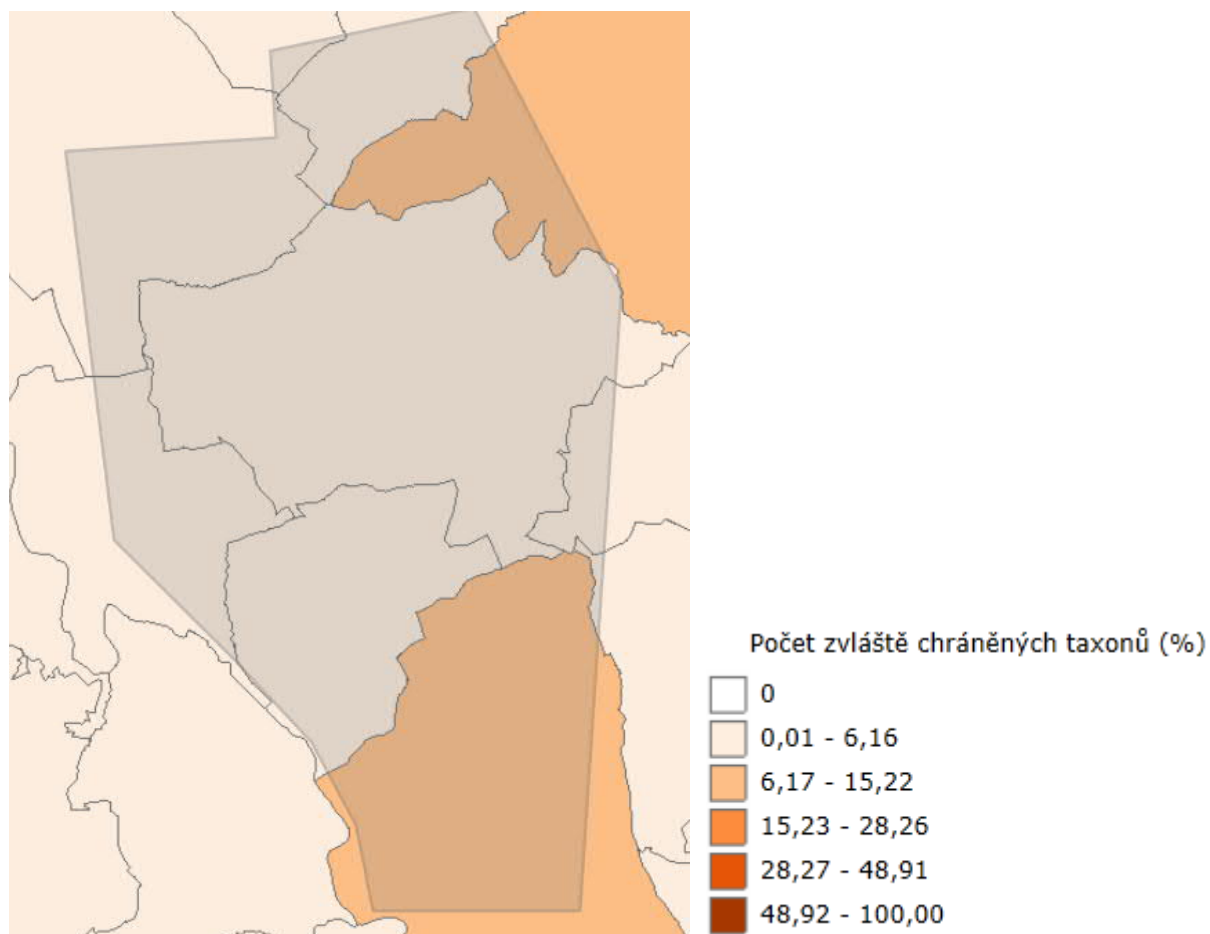 Počet zvláště chráněných taxonů (%)
0
0,01 - 6,16
6,17 - 15,22
15,23 - 28,26
28,27 - 48,91
48,92 - 100,00